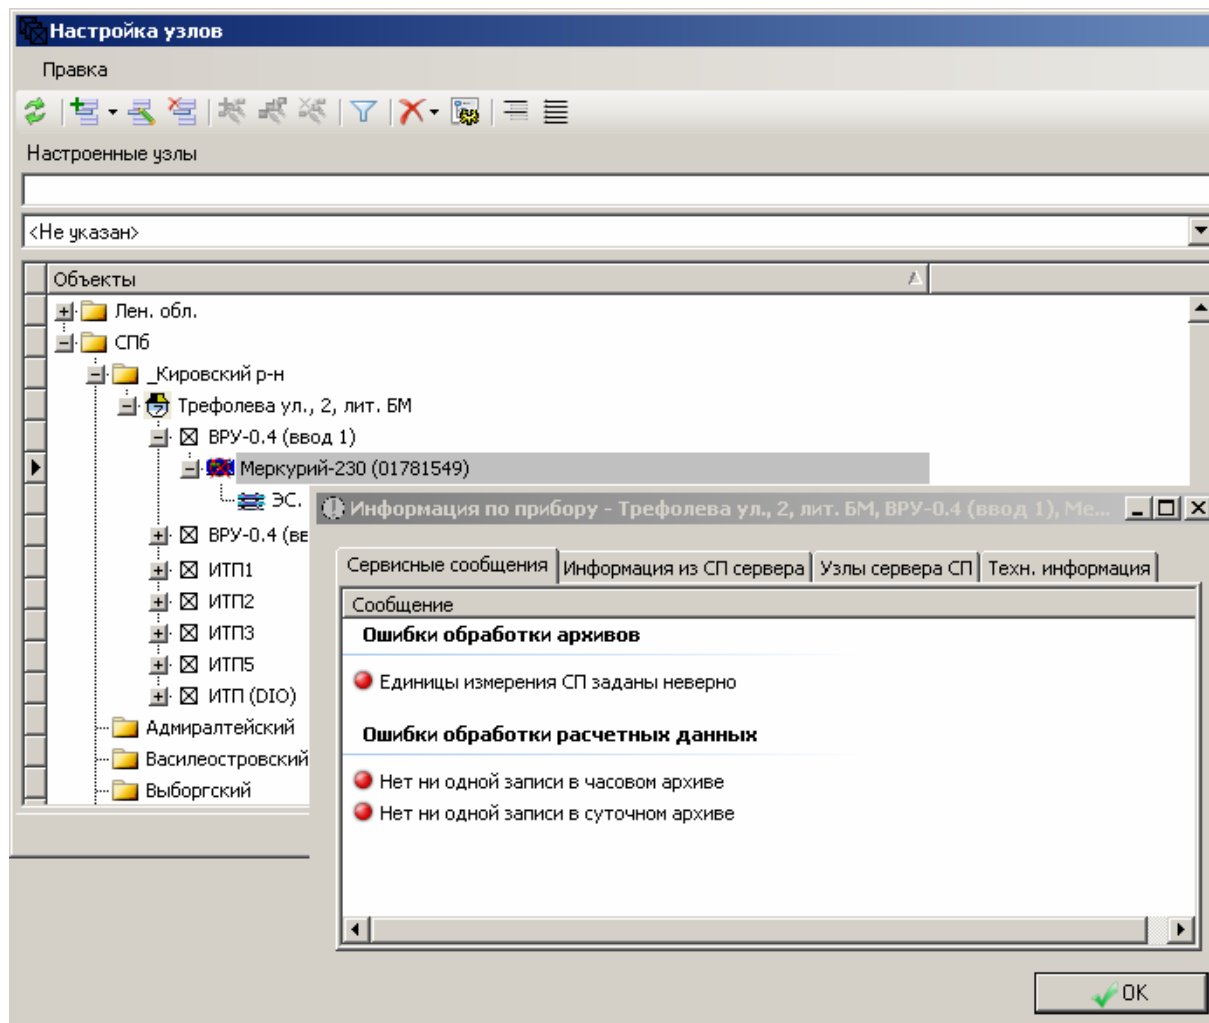 Настройка узлов
Правка
Настроенные узлы
<Не указан>
Объекты
Лен. обл.
СПб
_Кировский р-н
Трефолева ул., 2, лит. БМ
ВРУ-0.4 (ввод 1)
Меркурий-230 (01781549)
ЭС.
ВРУ-0.4 (вв
ИТП1
ИТП2
ИТП3
ИТП5
ИТП (DIO)
Адмиралтейский
Василеостровский
Выборгский
Информация по прибору - Трефолева ул., 2, лит. БМ, ВРУ-0.4 (ввод 1), Ме...
Сервисные сообщения Информация из СП сервера Узлы сервера СП Техн. информация
Сообщение
Ошибки обработки архивов
Единицы измерения СП заданы неверно
Ошибки обработки расчетных данных
Нет ни одной записи в часовом архиве
Нет ни одной записи в суточном архиве
OK